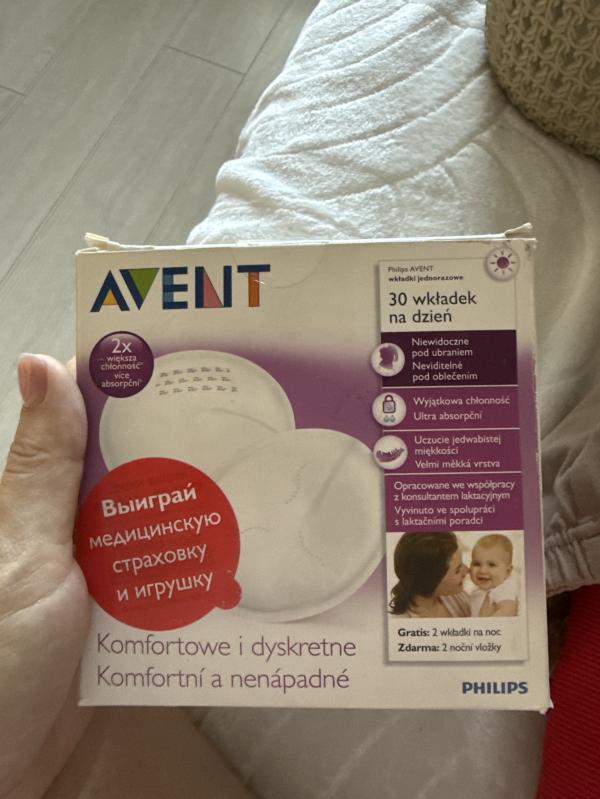 AVENT
2x
większa
chłonność*
více
absorpční*
Выиграй
медицинскую
страховку
и игрушку
Komfortowe i dyskretne
Komfortní a nenápadné
Philips AVENT
wkładki jednorazowe
30 wkładek
na dzień
Niewidoczne
pod ubraniem
Neviditelné
pod oblečením
Wyjątkowa chłonność
Ultra absorpční
Uczucie jedwabistej
miękkości
Velmi měkká vrstva
Opracowane we współpracy
z konsultantem laktacyjnym
Vyvinuto ve spolupráci
s laktačními poradci
Gratis: 2 wkładki na noc
Zdarma: 2 noční vložky
PHILIPS